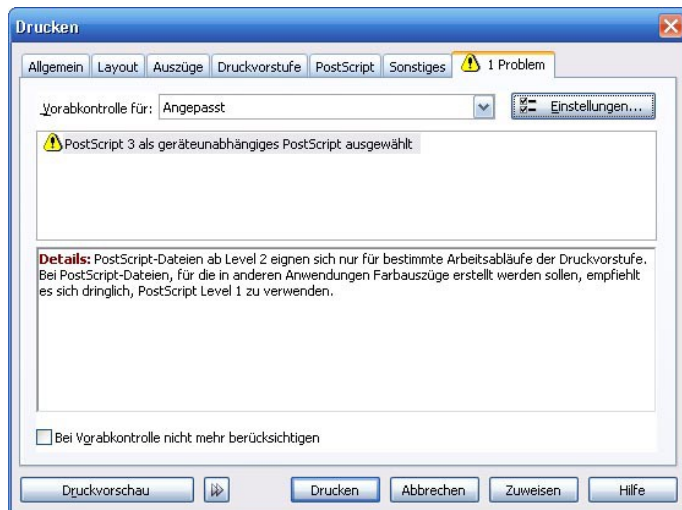 Drucken
Allgemein Layout Auszüge Druckvorstufe PostScript Sonstiges 1 Problem
Vorabkontrolle für: Angepasst Einstellungen...
PostScript 3 als geräteunabhängiges PostScript ausgewählt
Details: PostScript-Dateien ab Level 2 eignen sich nur für bestimmte Arbeitsabläufe der Druckvorstufe.
Bei PostScript-Dateien, für die in anderen Anwendungen Farbauszüge erstellt werden sollen, empfiehlt
es sich dringlich, PostScript Level 1 zu verwenden.
Bei Vorabkontrolle nicht mehr berücksichtigen
Druckvorschau Drucken Abbrechen Zuweisen Hilfe